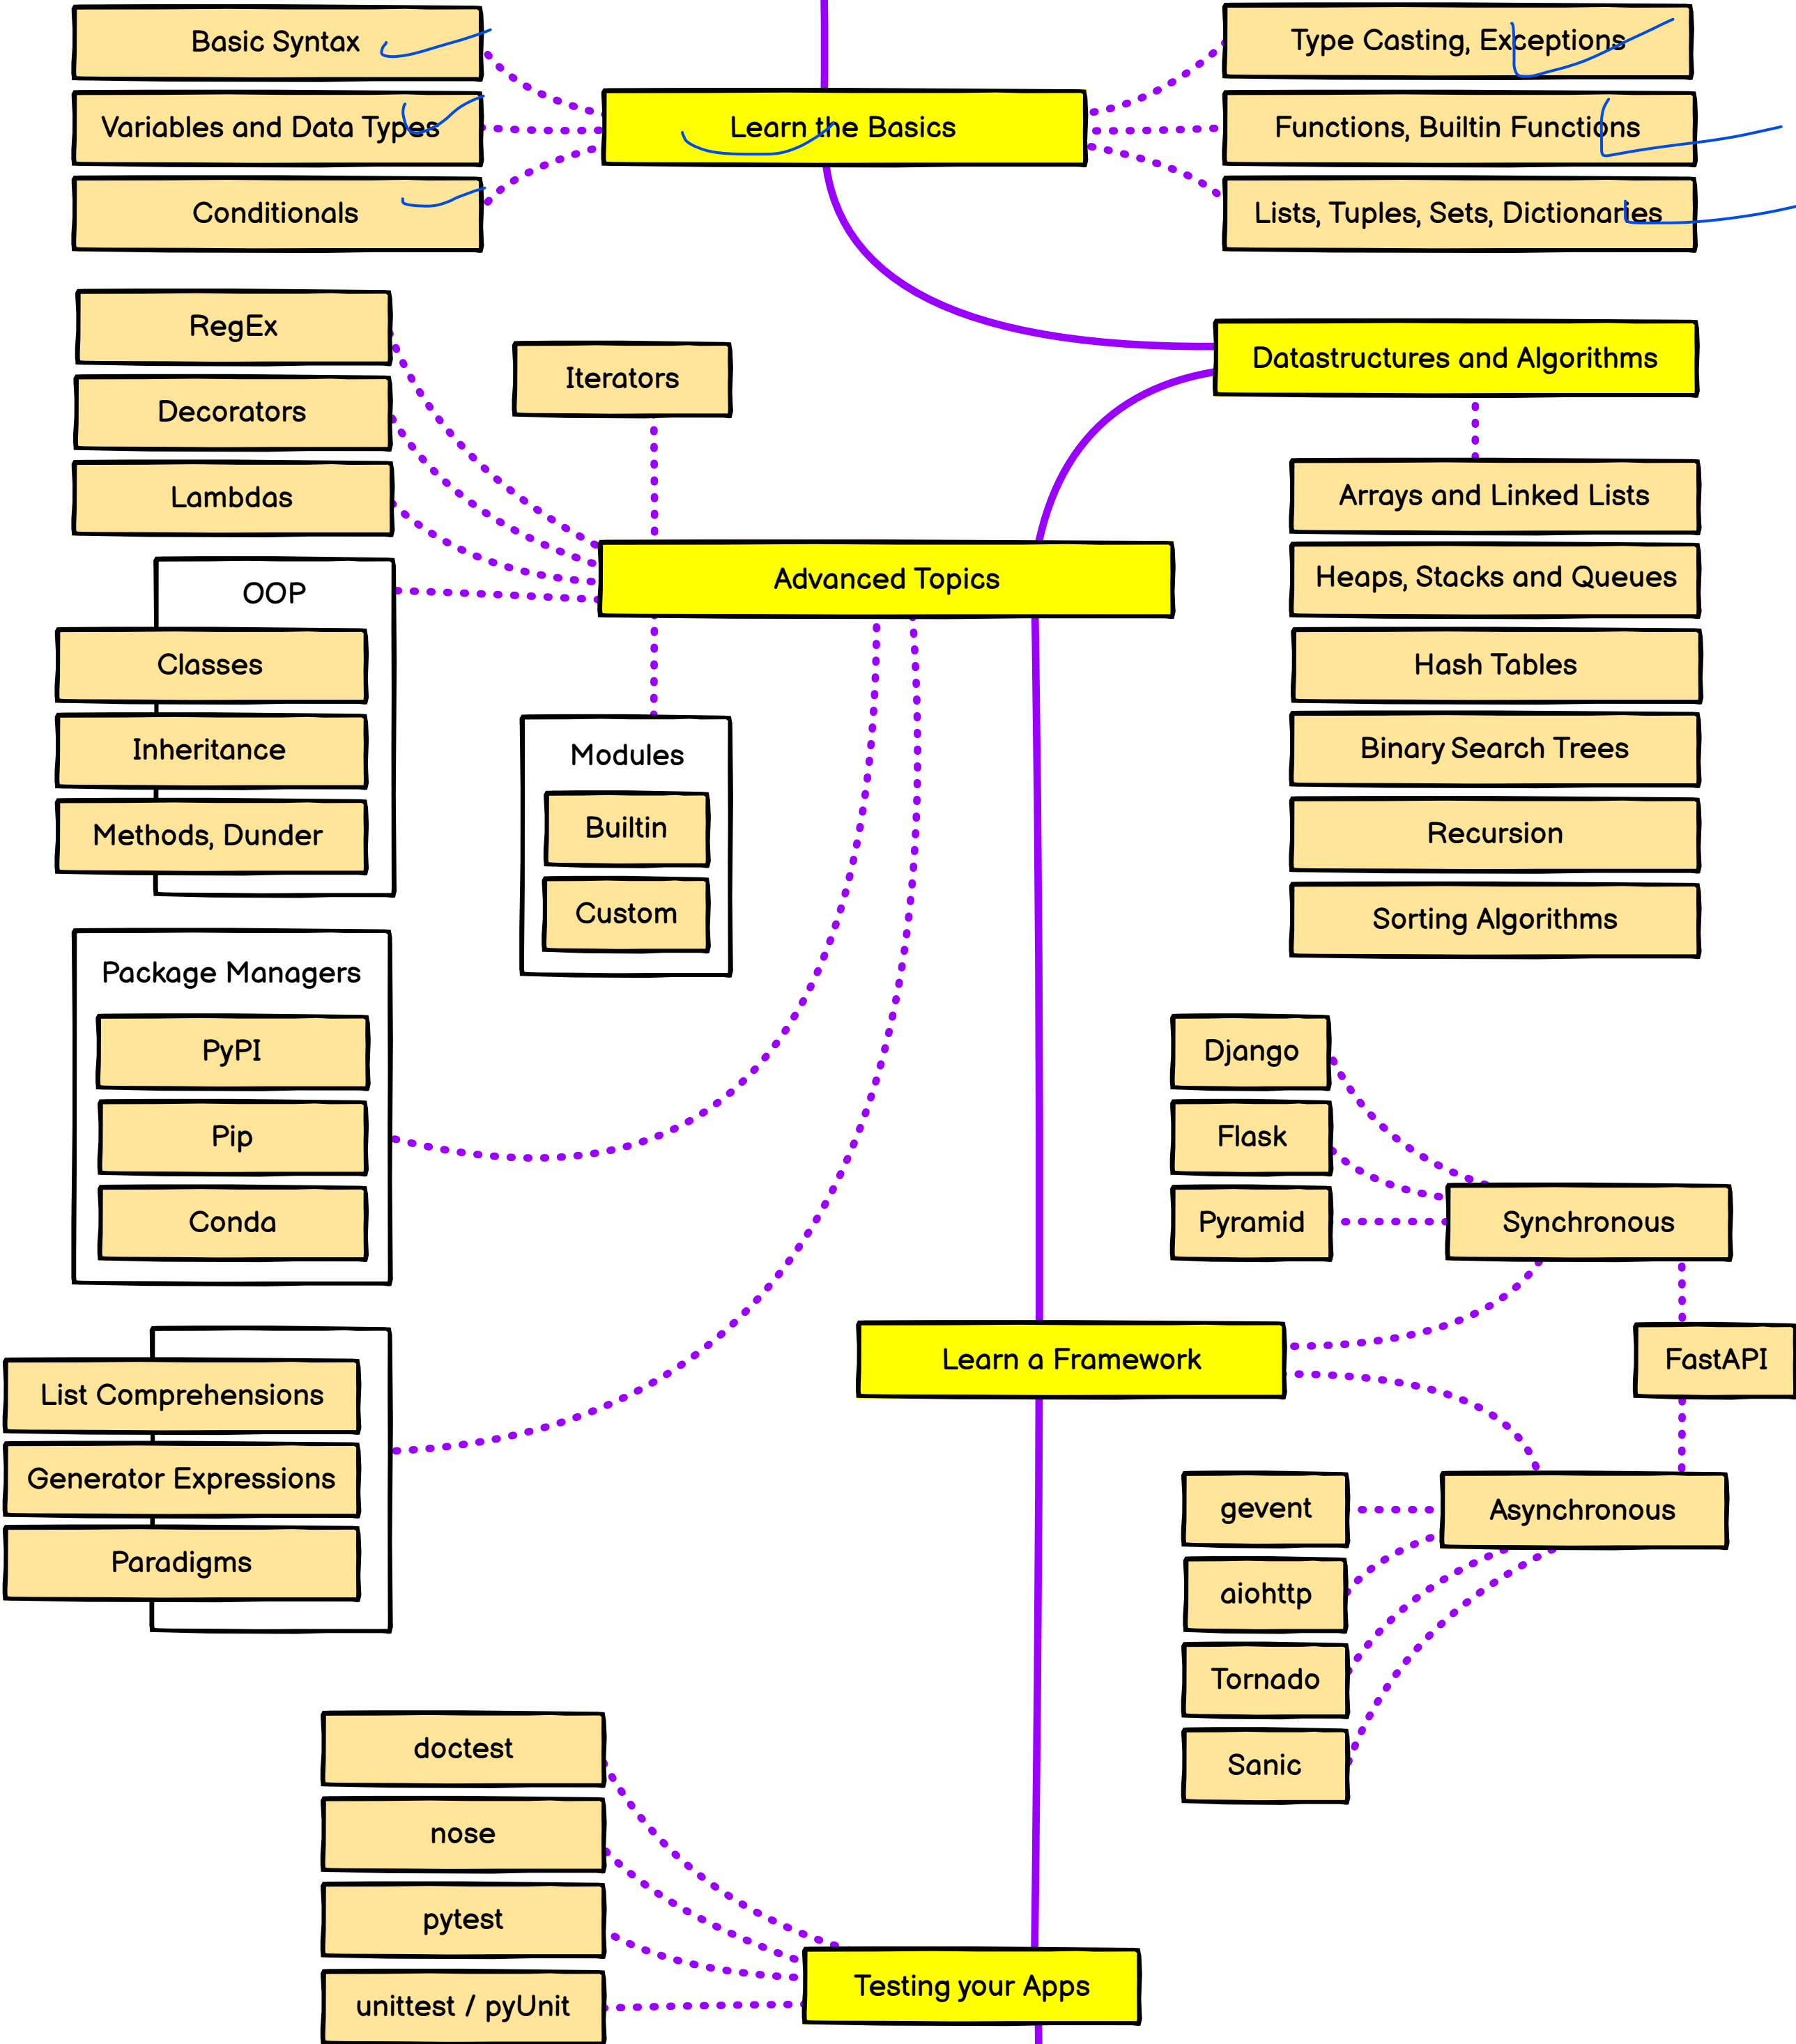 Basic Syntax
Variables and Data Types
Conditionals
Learn the Basics
Type Casting, Exceptions
Functions, Builtin Functions
Lists, Tuples, Sets, Dictionaries
Datastructures and Algorithms
Arrays and Linked Lists
Heaps, Stacks and Queues
Hash Tables
Binary Search Trees
Recursion
Sorting Algorithms
RegEx
Decorators
Lambdas
Iterators
Advanced Topics
OOP
Classes
Inheritance
Methods, Dunder
Modules
Builtin
Custom
Package Managers
PyPI
Pip
Conda
List Comprehensions
Generator Expressions
Paradigms
Django
Flask
Pyramid
Synchronous
Learn a Framework
FastAPI
Asynchronous
gevent
aiohttp
Tornado
Sanic
doctest
nose
pytest
unittest / pyUnit
Testing your Apps